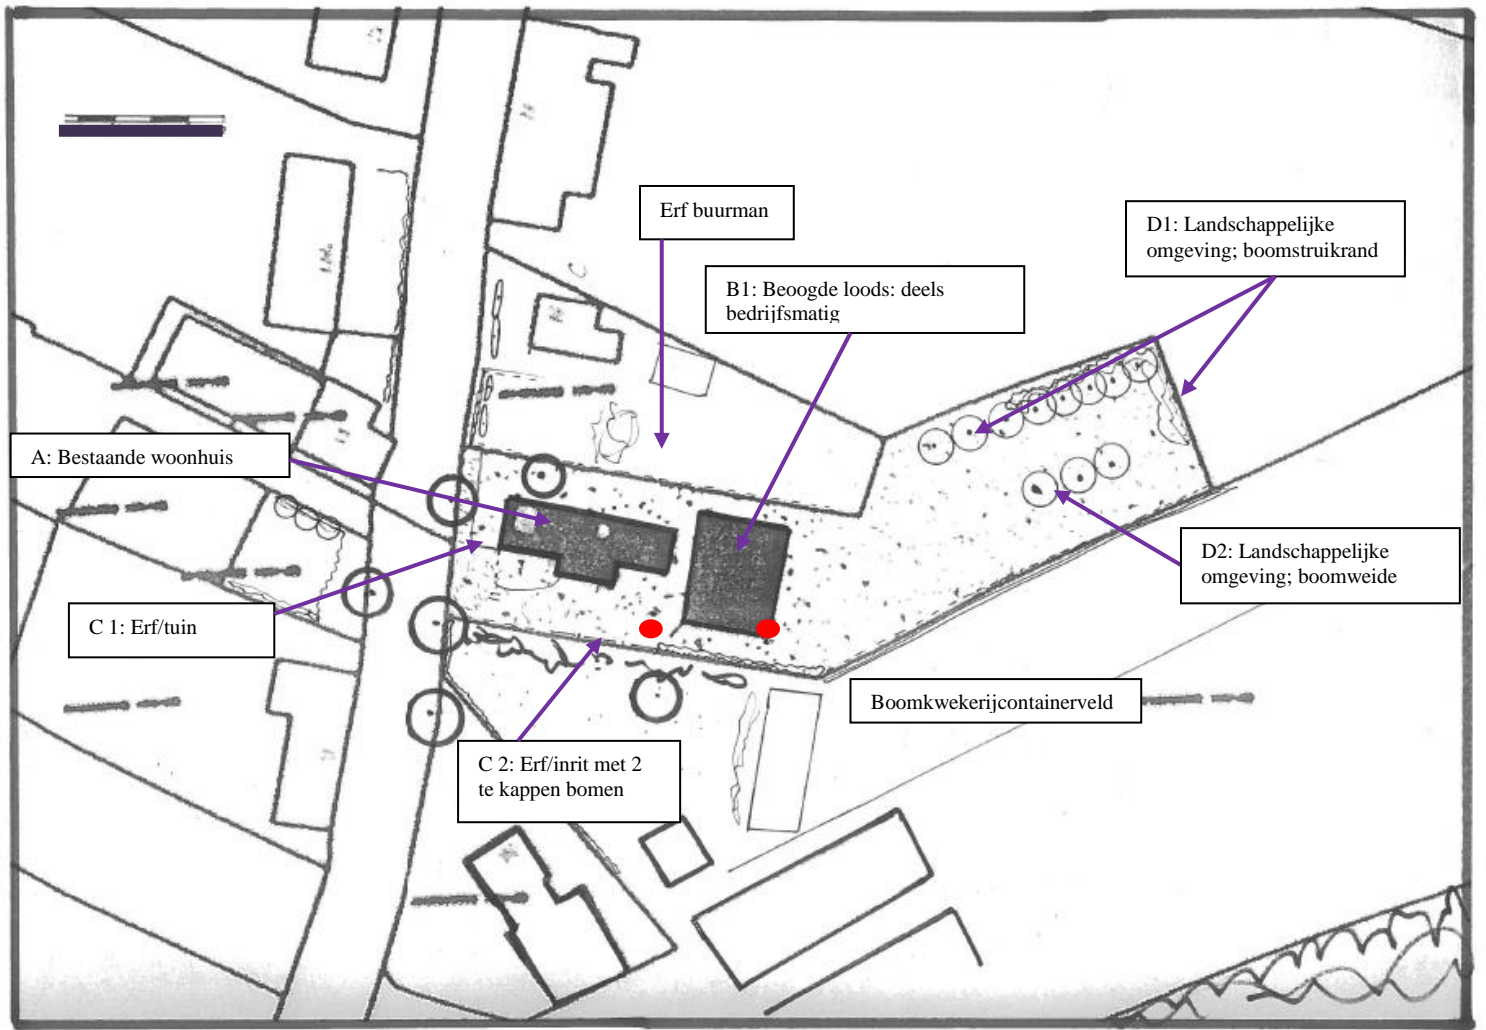 Erf buurman
D1: Landschappelijke
omgeving; boomstruikrand
B1: Beoogde loods: deels
bedrijfsmatig
A: Bestaande woonhuis
D2: Landschappelijke
omgeving; boomweide
C 1: Erf/tuin
Boomkwekerijcontainerveld
C 2: Erf/inrit met 2
te kappen bomen